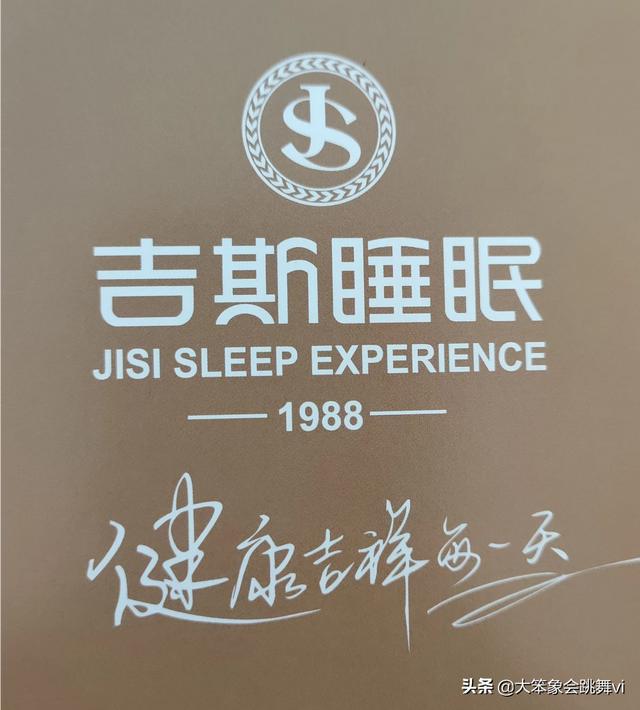 JS
吉斯睡眠
JISI SLEEP EXPERIENCE
1988
健康吉祥每一天
头条 @大笨象会跳舞vi